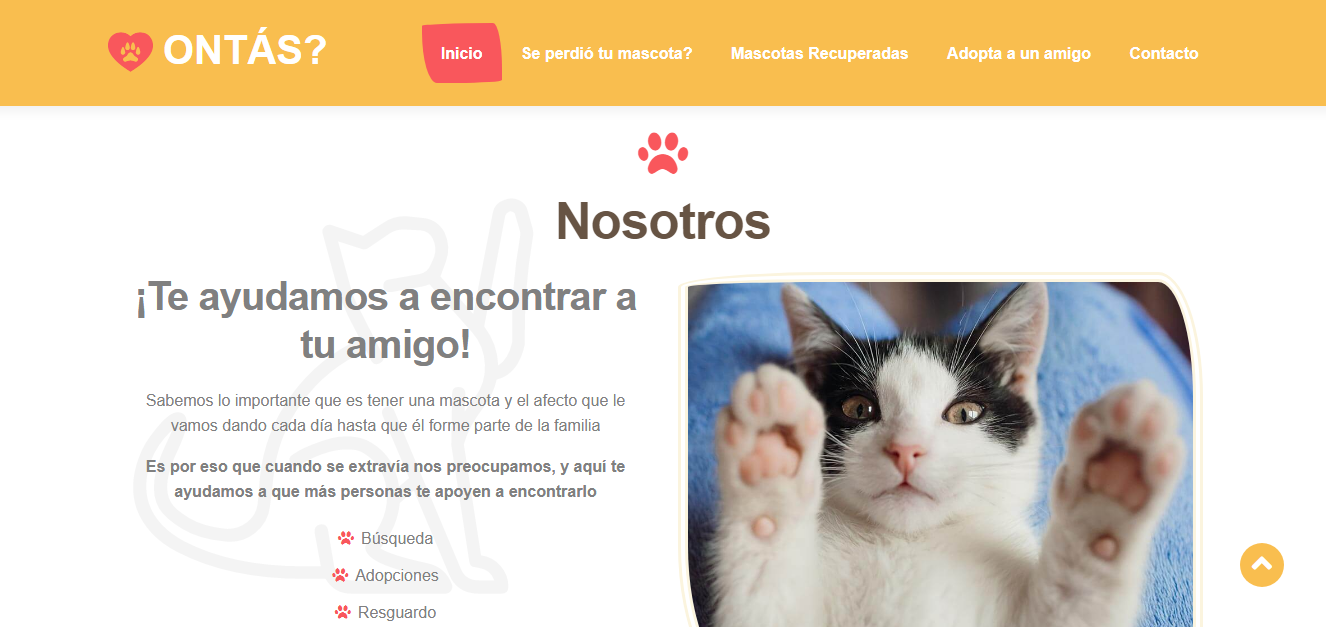 ONTÁS?
Inicio
Se perdió tu mascota?
Mascotas Recuperadas
Adopta a un amigo
Contacto
Nosotros
¡Te ayudamos a encontrar a
tu amigo!
Sabemos lo importante que es tener una mascota y el afecto que le
vamos dando cada día hasta que él forme parte de la familia
Es por eso que cuando se extravía nos preocupamos, y aquí te
ayudamos a que más personas te apoyen a encontrarlo
Búsqueda
Adopciones
Resguardo